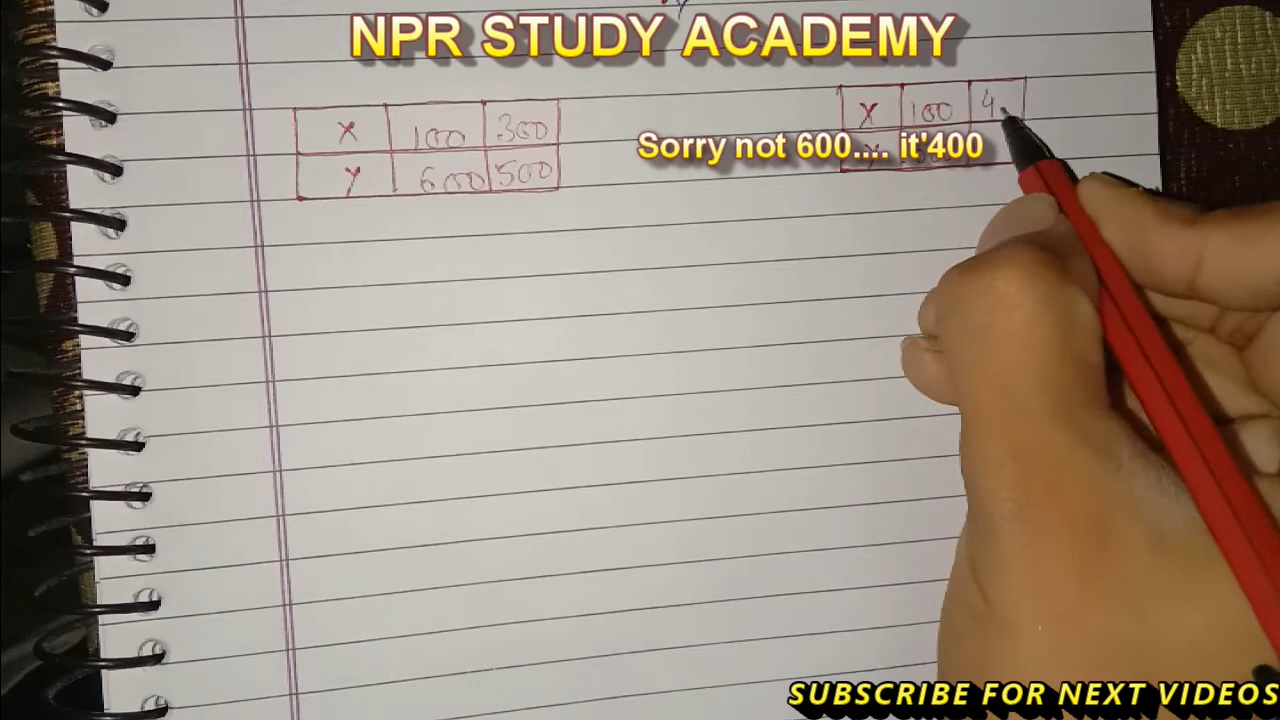 NPR STUDY ACADEMY
X 100 300
Y 600 500
X 100 4
Sorry not 600.... it'400
SUBSCRIBE FOR NEXT VIDEOS